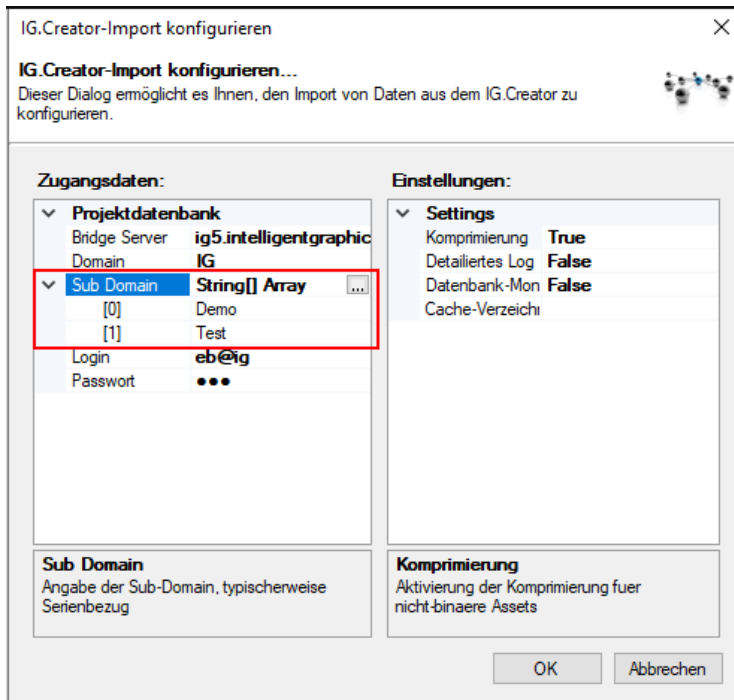 IG.Creator-Import konfigurieren
IG.Creator-Import konfigurieren...
Dieser Dialog ermöglicht es Ihnen, den Import von Daten aus dem IG.Creator zu
konfigurieren.
Zugangsdaten:
Projektdatenbank
Bridge Server ig5.intelligentgraphic
Domain IG
Sub Domain String[] Array ...
[0] Demo
[1] Test
Login eb@ig
Passwort ●●●
Sub Domain
Angabe der Sub-Domain, typischerweise
Serienbezug
Einstellungen:
Settings
Komprimierung True
Detailiertes Log False
Datenbank-Mon False
Cache-Verzeichn
Komprimierung
Aktivierung der Komprimierung fuer
nicht-binaere Assets
OK Abbrechen